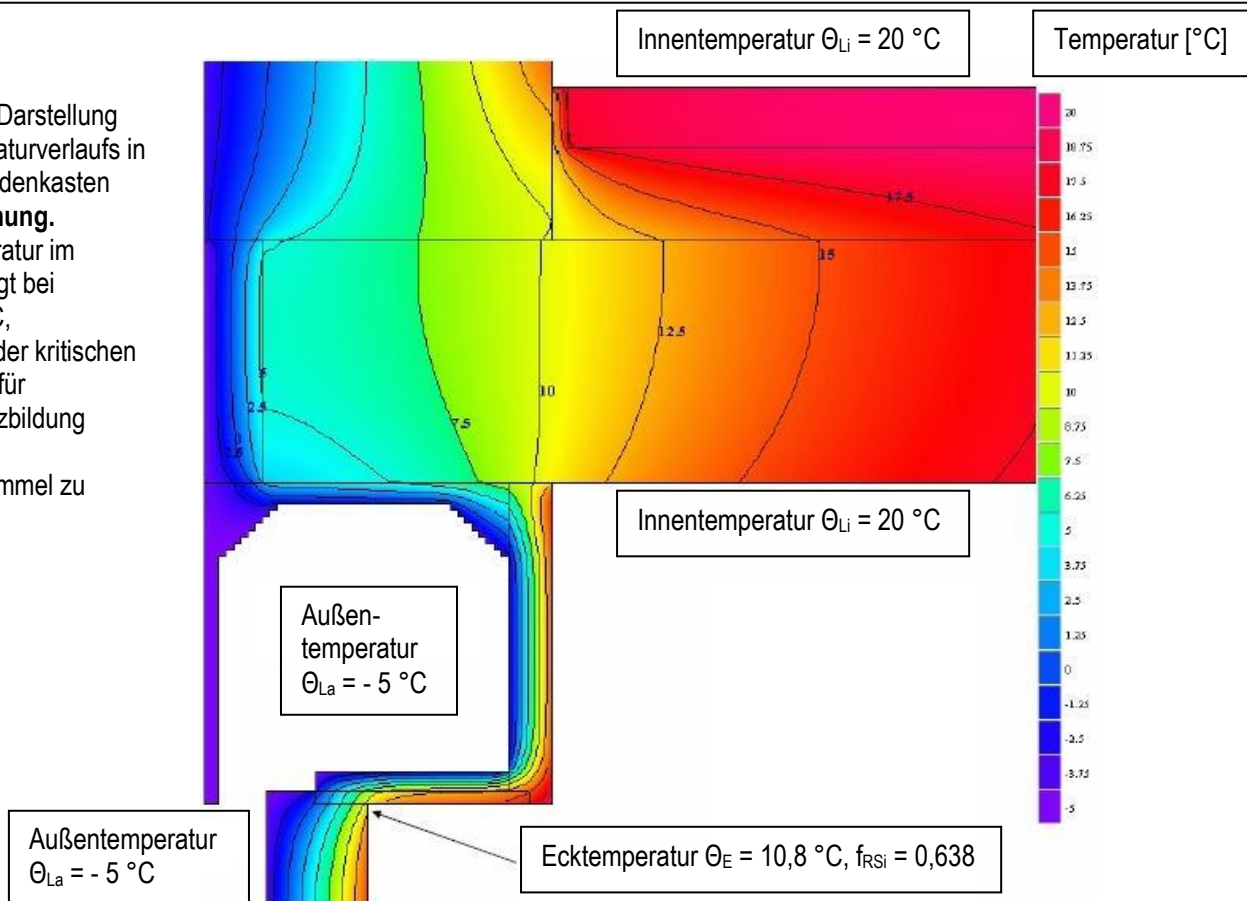 Innentemperatur ΘLi = 20 °C
Temperatur [°C]
Darstellung
aturverlaufs in
denkasten
nung.
ratur im
gt bei
C,
der kritischen
für
zbildung
mmel zu
17.5
15
12.5
10
7.5
5
2.5
0
Innentemperatur ΘLi = 20 °C
Außen-
temperatur
ΘLa = - 5 °C
Außentemperatur
ΘLa = - 5 °C
Ecktemperatur ΘE = 10,8 °C, fRSi = 0,638
20
18.75
17.5
16.25
15
13.75
12.5
11.25
10
8.75
7.5
6.25
5
3.75
2.5
1.25
0
-1.25
-2.5
-3.75
-5